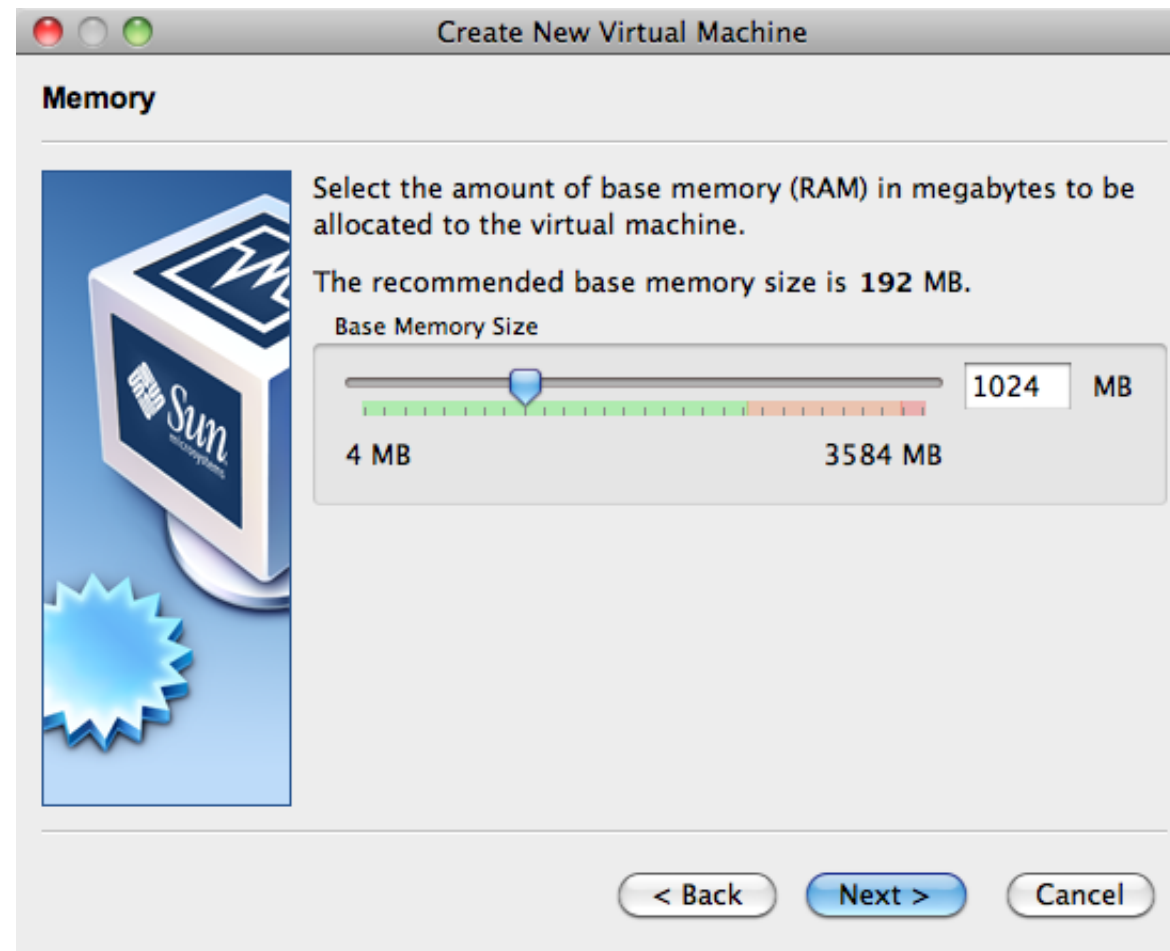 Create New Virtual Machine
Memory
Select the amount of base memory (RAM) in megabytes to be
allocated to the virtual machine.
The recommended base memory size is 192 MB.
Base Memory Size
1024 MB
4 MB 3584 MB
Sun
microsystems
< Back Next > Cancel